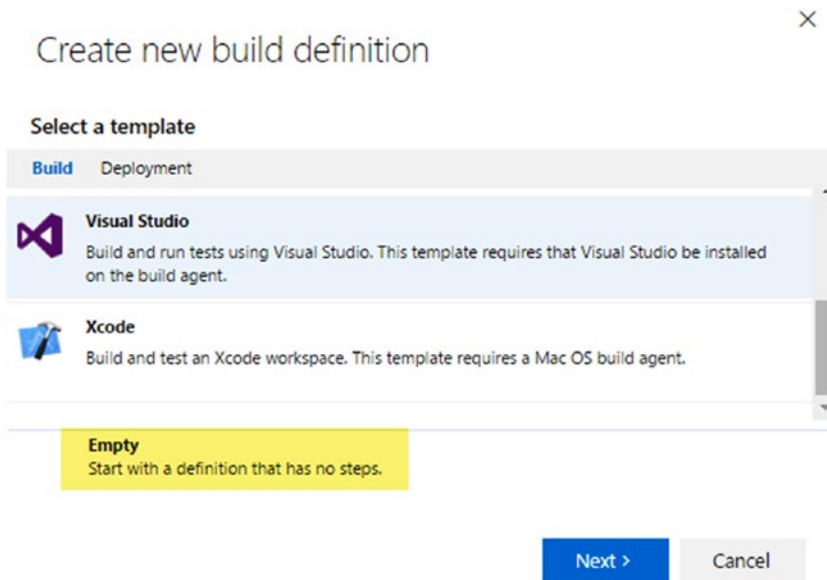 Create new build definition
Select a template
Build Deployment
Visual Studio
Build and run tests using Visual Studio. This template requires that Visual Studio be installed
on the build agent.
Xcode
Build and test an Xcode workspace. This template requires a Mac OS build agent.
Empty
Start with a definition that has no steps.
Next > Cancel